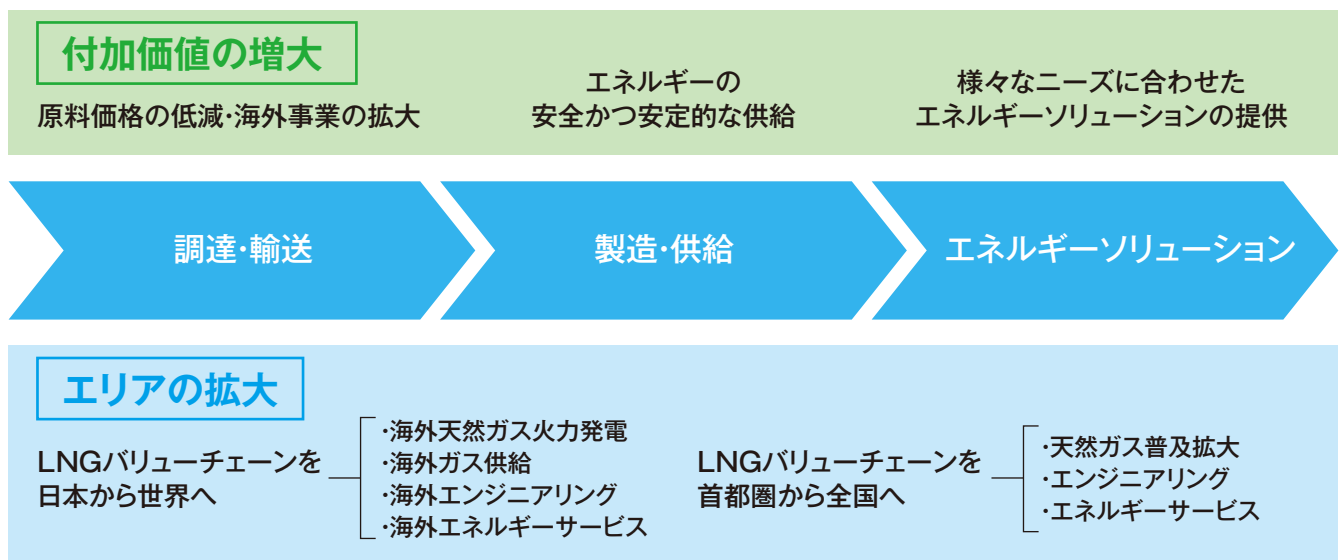 付加価値の増大
原料価格の低減･海外事業の拡大
エネルギーの
安全かつ安定的な供給
様々なニーズに合わせた
エネルギーソリューションの提供
調達･輸送
製造･供給
エネルギーソリューション
エリアの拡大
LNGバリューチェーンを
日本から世界へ
･海外天然ガス火力発電
･海外ガス供給
･海外エンジニアリング
･海外エネルギーサービス
LNGバリューチェーンを
首都圏から全国へ
･天然ガス普及拡大
･エンジニアリング
･エネルギーサービス